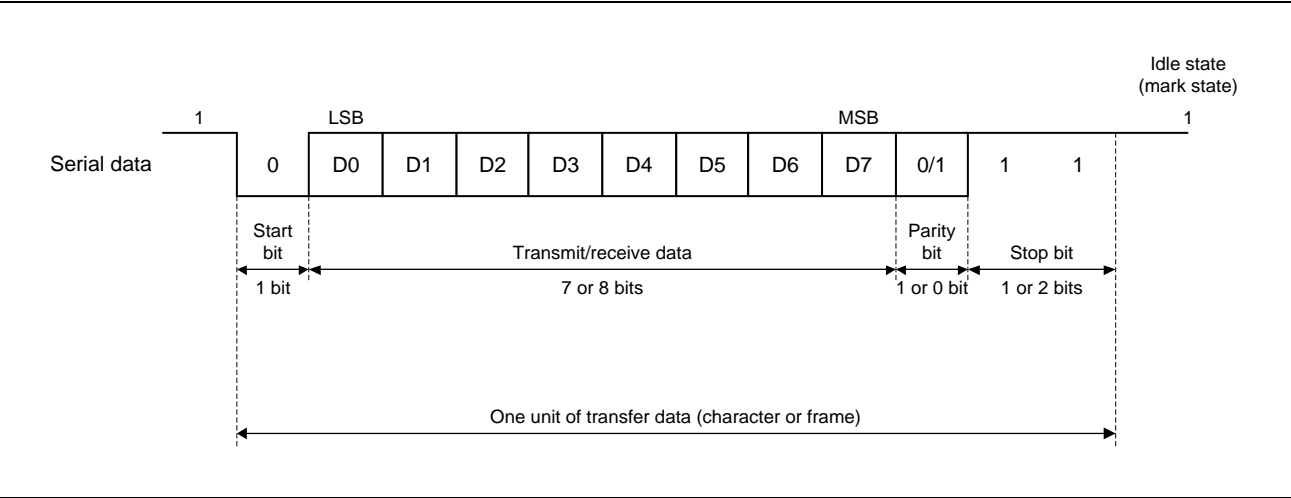 Idle state
(mark state)
1 LSB MSB 1
Serial data 0 D0 D1 D2 D3 D4 D5 D6 D7 0/1 1 1
Start
bit
Transmit/receive data
Parity
bit
Stop bit
1 bit 7 or 8 bits 1 or 0 bit 1 or 2 bits
One unit of transfer data (character or frame)